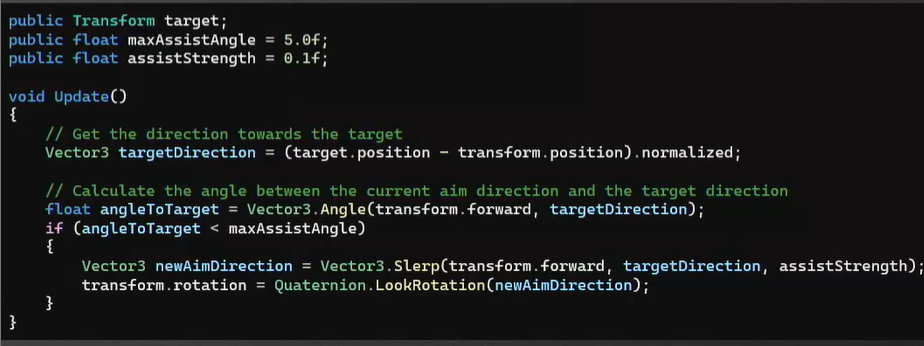 public Transform target;
public float maxAssistAngle = 5.0f;
public float assistStrength = 0.1f;
void Update()
{
// Get the direction towards the target
Vector3 targetDirection = (target.position - transform.position).normalized;
// Calculate the angle between the current aim direction and the target direction
float angleToTarget = Vector3.Angle(transform.forward, targetDirection);
if (angleToTarget < maxAssistAngle)
{
Vector3 newAimDirection = Vector3.Slerp(transform.forward, targetDirection, assistStrength);
transform.rotation = Quaternion.LookRotation(newAimDirection);
}
}